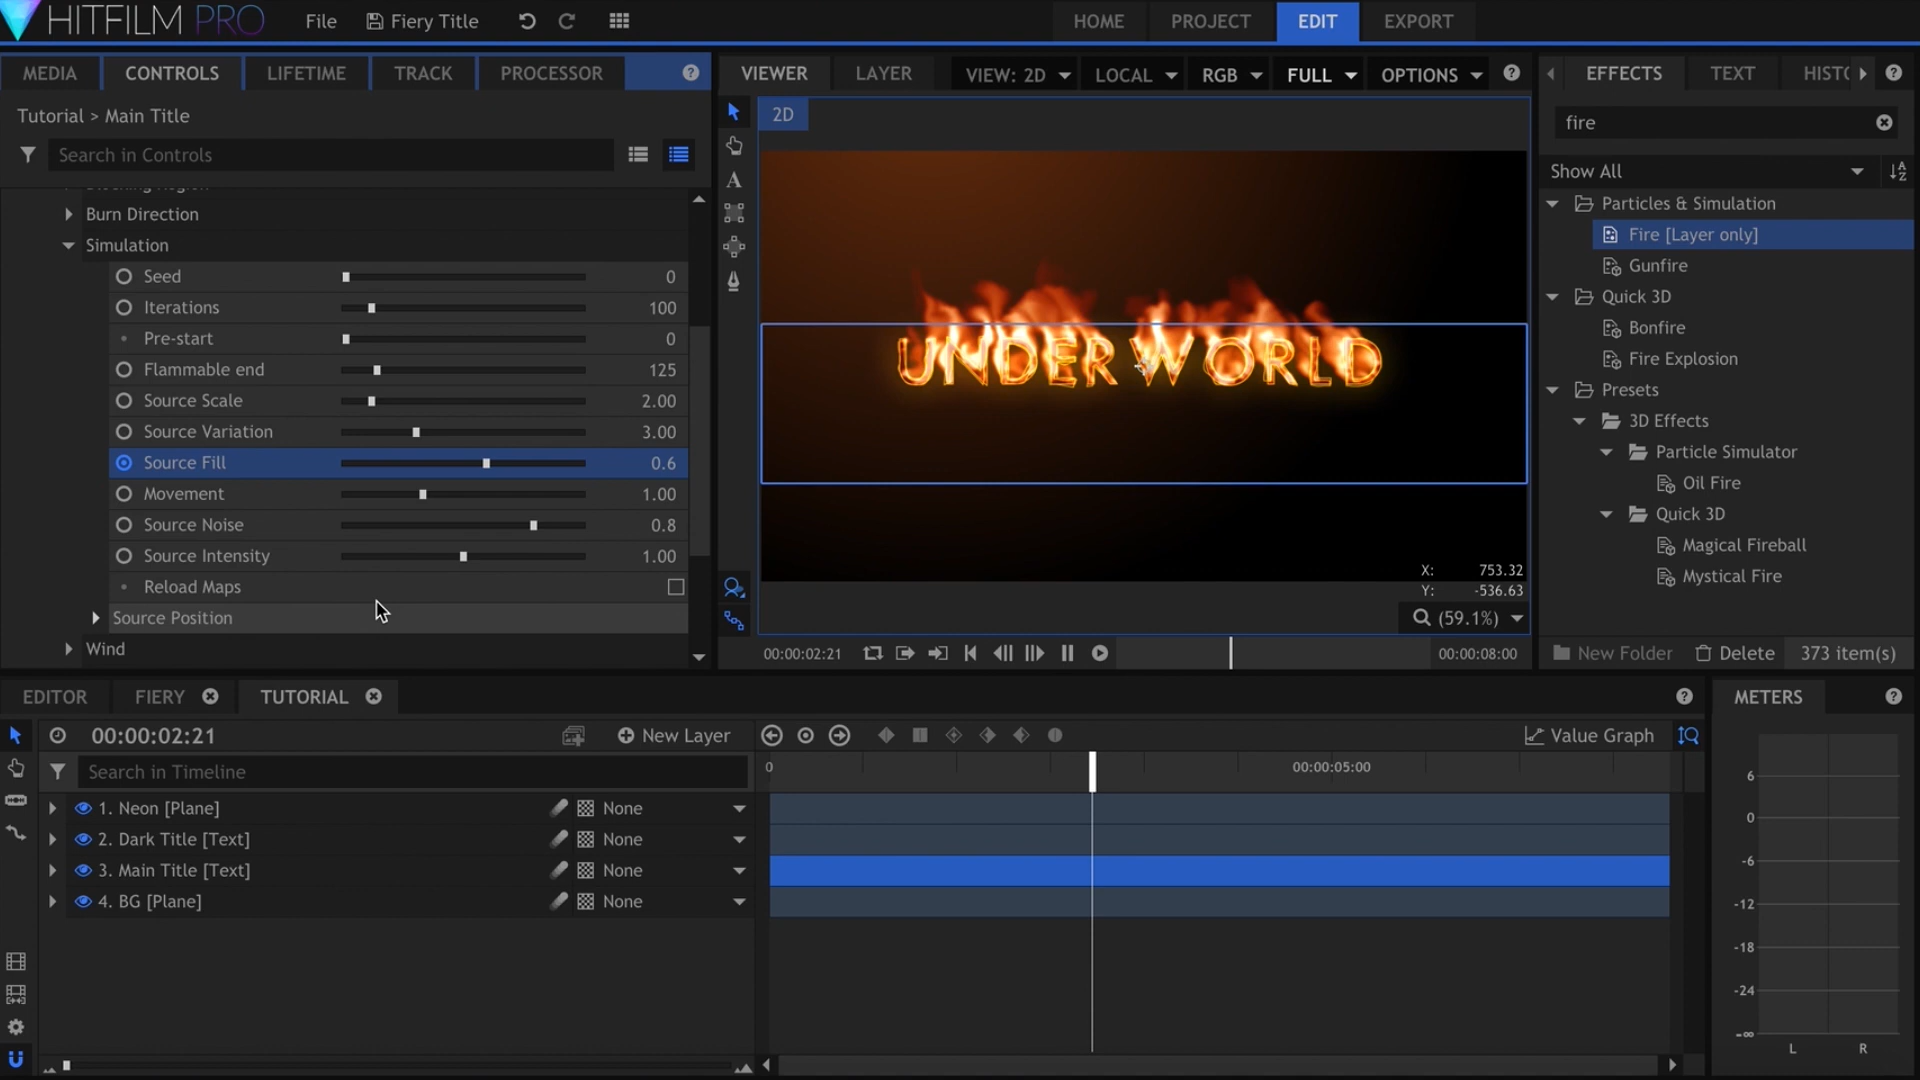 HITFILM PRO
File
Fiery Title
HOME
PROJECT
EDIT
EXPORT
MEDIA
CONTROLS
LIFETIME
TRACK
PROCESSOR
Tutorial > Main Title
Search in Controls
Burn Direction
Simulation
Seed 0
Iterations 100
Pre-start 0
Flammable end 125
Source Scale 2.00
Source Variation 3.00
Source Fill 0.6
Movement 1.00
Source Noise 0.8
Source Intensity 1.00
Reload Maps
Source Position
Wind
VIEWER
LAYER
VIEW: 2D
LOCAL
RGB
FULL
OPTIONS
2D
UNDERWORLD
X: 753.32
Y: -536.63
(59.1%)
00:00:02:21
00:00:08:00
EFFECTS
TEXT
fire
Show All
Particles & Simulation
Fire [Layer only]
Gunfire
Quick 3D
Bonfire
Fire Explosion
Presets
3D Effects
Particle Simulator
Oil Fire
Quick 3D
Magical Fireball
Mystical Fire
New Folder
Delete
373 item(s)
EDITOR
FIERY
TUTORIAL
00:00:02:21
New Layer
Value Graph
Search in Timeline
0
00:00:05:00
1. Neon [Plane] None
2. Dark Title [Text] None
3. Main Title [Text] None
4. BG [Plane] None
METERS
6
0
-6
-12
-18
-24
-∞
L R